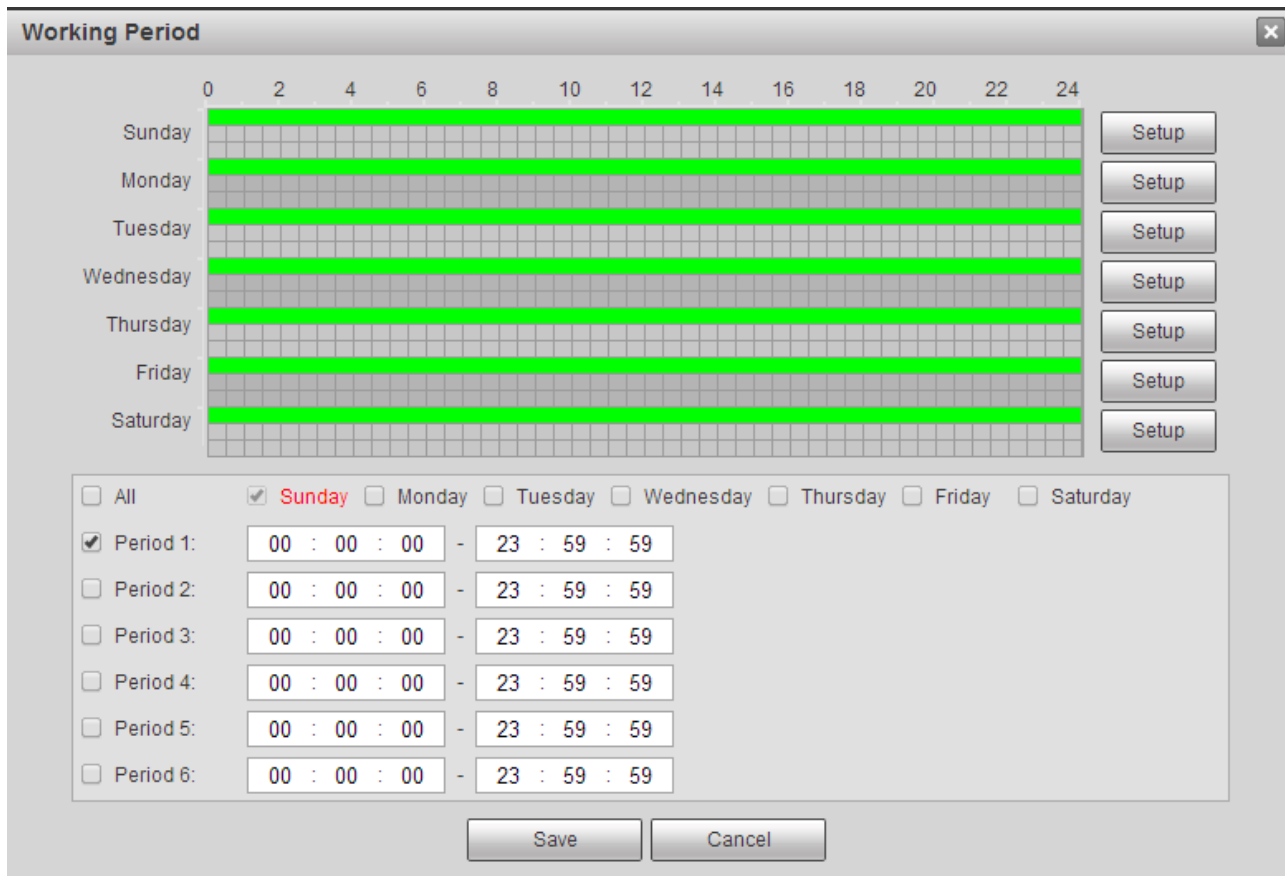 Working Period
0 2 4 6 8 10 12 14 16 18 20 22 24
Sunday Setup
Monday Setup
Tuesday Setup
Wednesday Setup
Thursday Setup
Friday Setup
Saturday Setup
All Sunday Monday Tuesday Wednesday Thursday Friday Saturday
Period 1: 00 : 00 : 00 - 23 : 59 : 59
Period 2: 00 : 00 : 00 - 23 : 59 : 59
Period 3: 00 : 00 : 00 - 23 : 59 : 59
Period 4: 00 : 00 : 00 - 23 : 59 : 59
Period 5: 00 : 00 : 00 - 23 : 59 : 59
Period 6: 00 : 00 : 00 - 23 : 59 : 59
Save Cancel